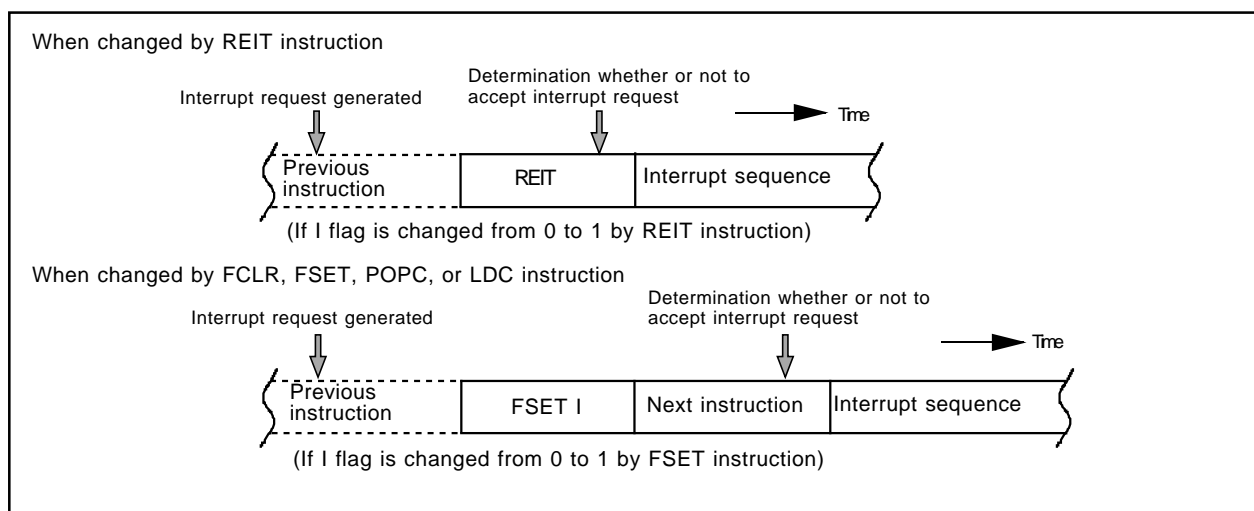 When changed by REIT instruction
Determination whether or not to
accept interrupt request
Interrupt request generated
Time
Previous
instruction
REIT
Interrupt sequence
(If I flag is changed from 0 to 1 by REIT instruction)
When changed by FCLR, FSET, POPC, or LDC instruction
Determination whether or not to
accept interrupt request
Interrupt request generated
Time
Previous
instruction
FSET I
Next instruction
Interrupt sequence
(If I flag is changed from 0 to 1 by FSET instruction)